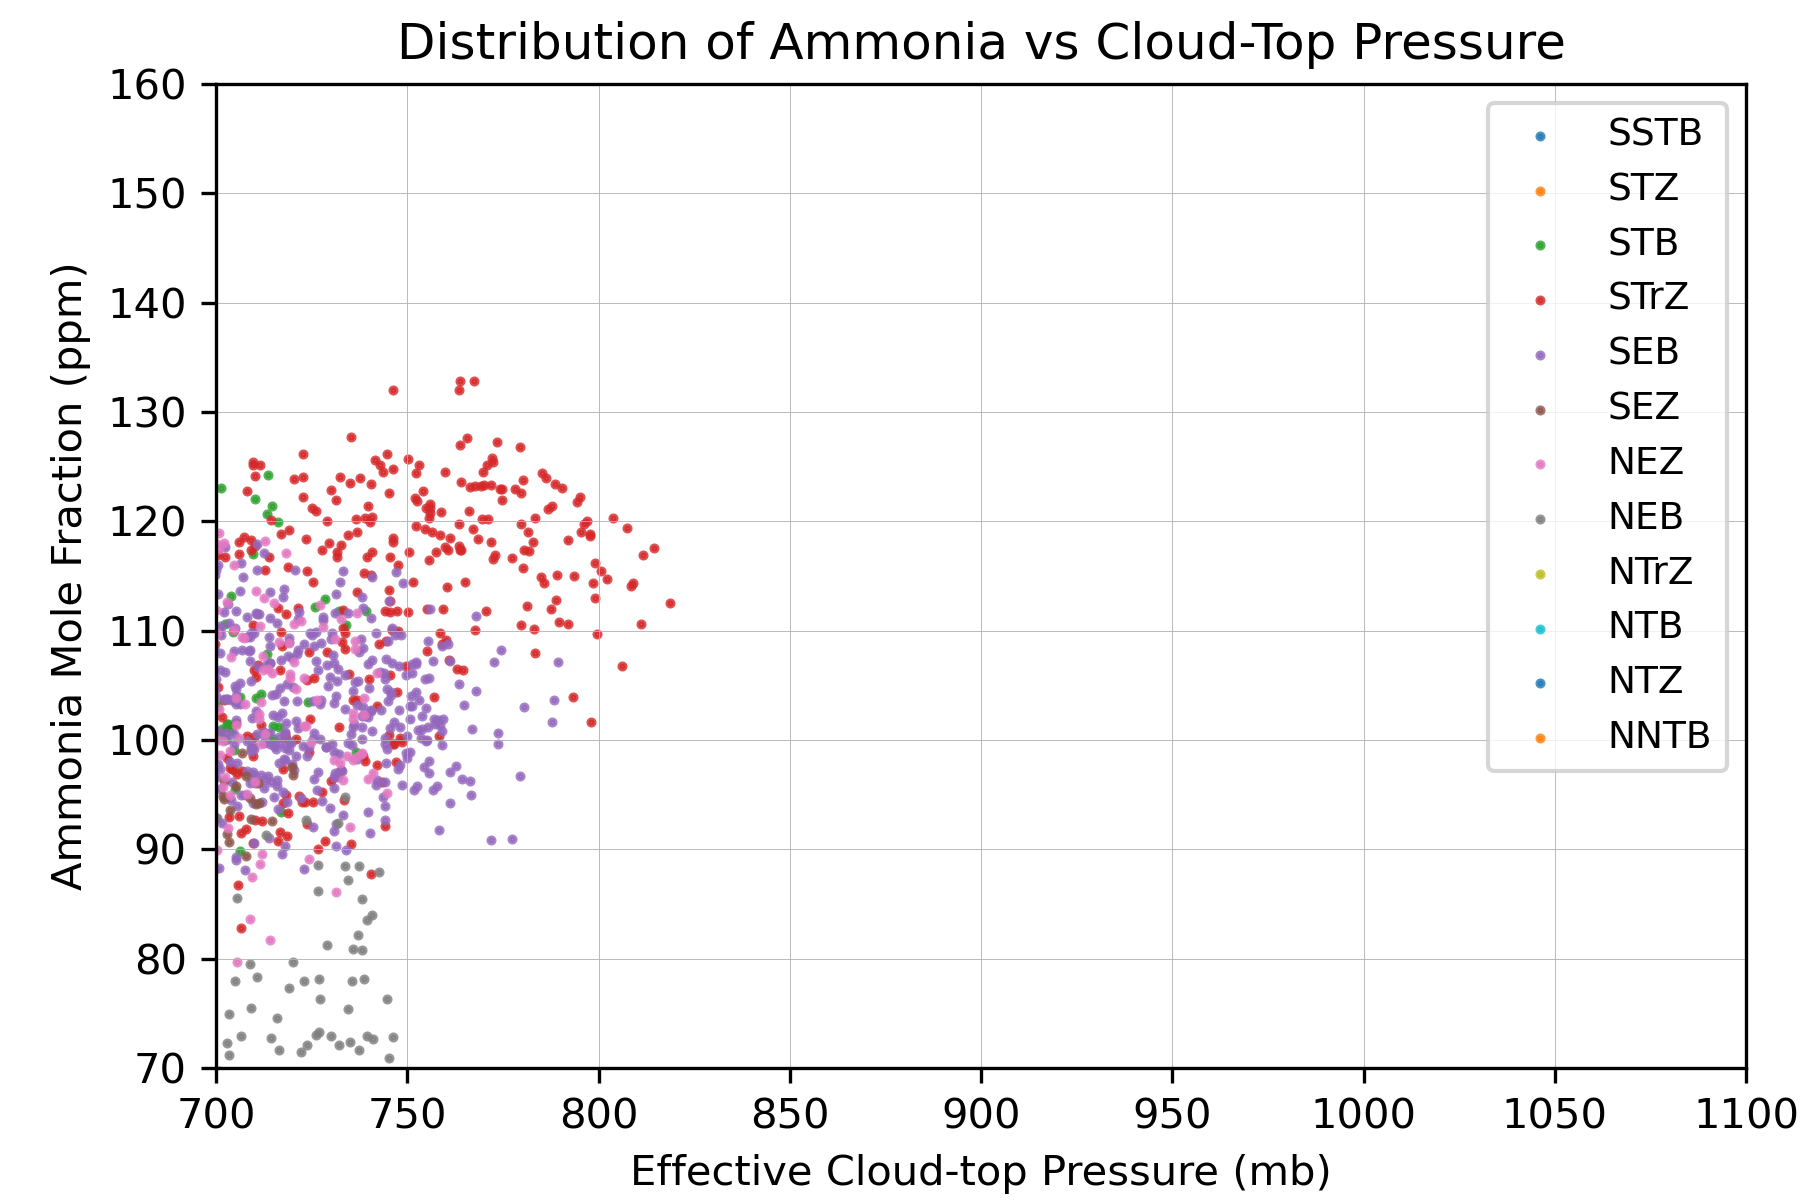 Distribution of Ammonia vs Cloud-Top Pressure
160
150
140
130
120
110
100
90
80
70
Ammonia Mole Fraction (ppm)
SSTB
STZ
STB
STrZ
SEB
SEZ
NEZ
NEB
NTrZ
NTB
NTZ
NNTB
700 750 800 850 900 950 1000 1050 1100
Effective Cloud-top Pressure (mb)